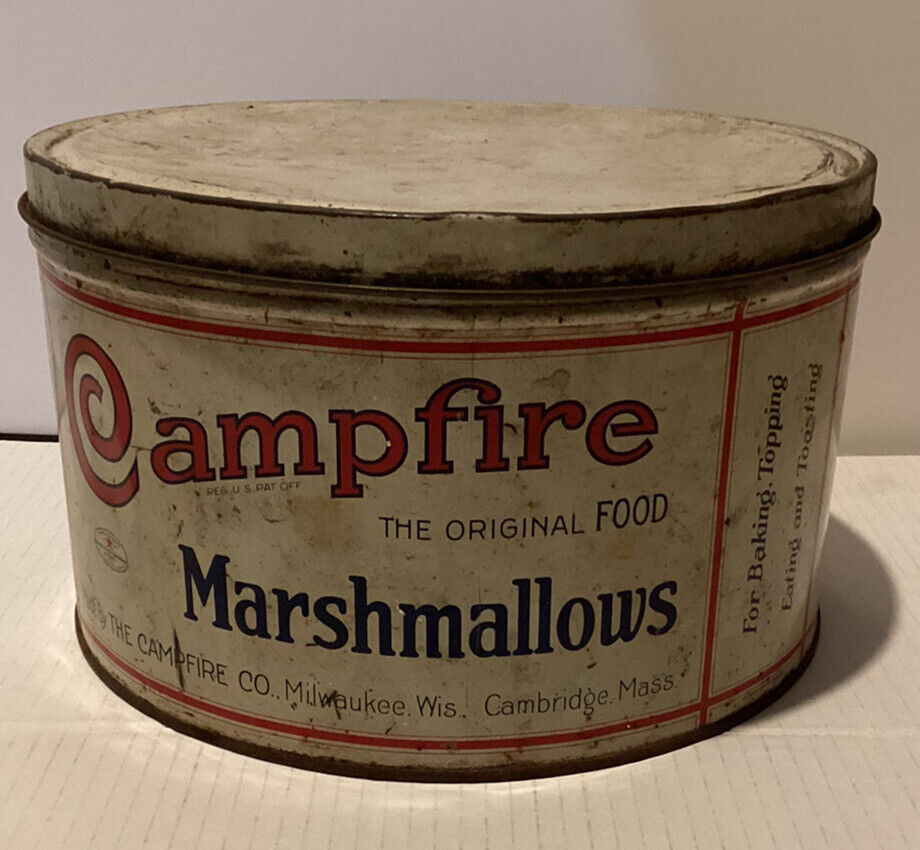 Campfire
REG. U.S. PAT. OFF
THE ORIGINAL FOOD
Marshmallows
By THE CAMPFIRE CO., Milwaukee, Wis., Cambridge, Mass.
For Baking, Topping
Eating and Toasting